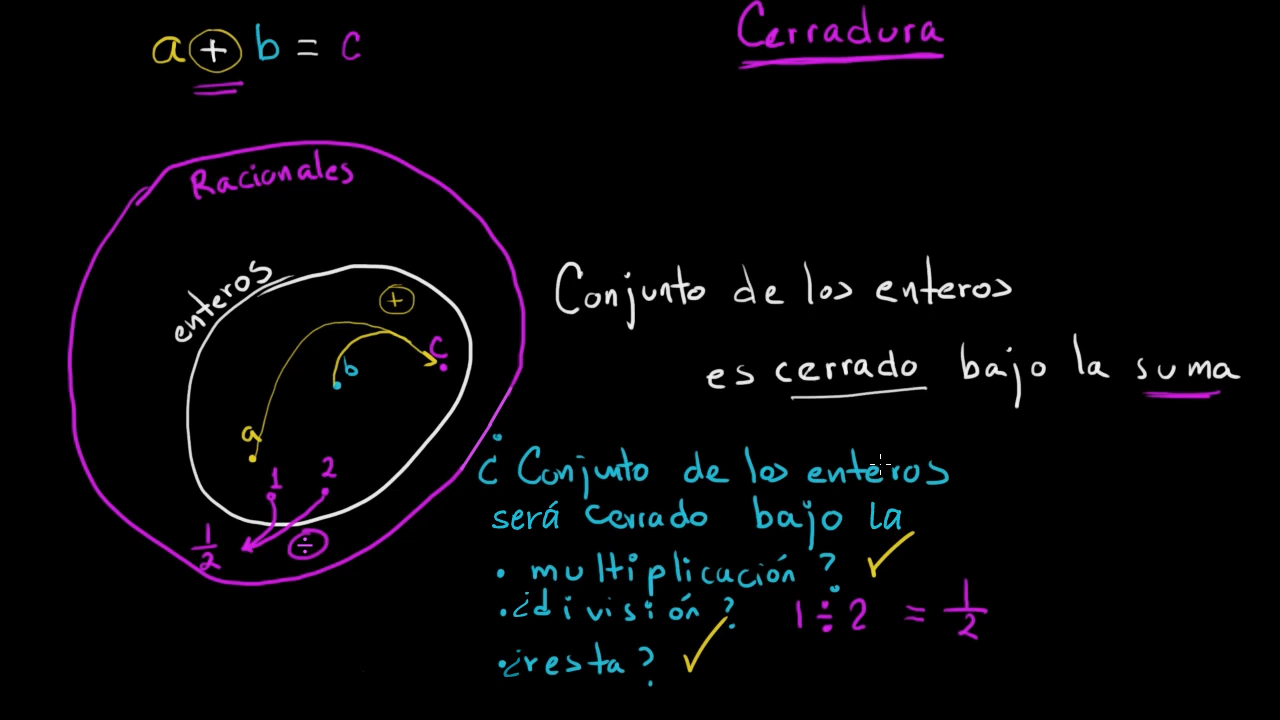 a + b = c
Cerradura
Racionales
enteros
+
c
b
a
1 2
1/2
÷
Conjunto de los enteros
es cerrado bajo la suma
¿Conjunto de los enteros
será cerrado bajo la
• multiplicación?
• ¿división? 1 ÷ 2 = 1/2
• ¿resta?